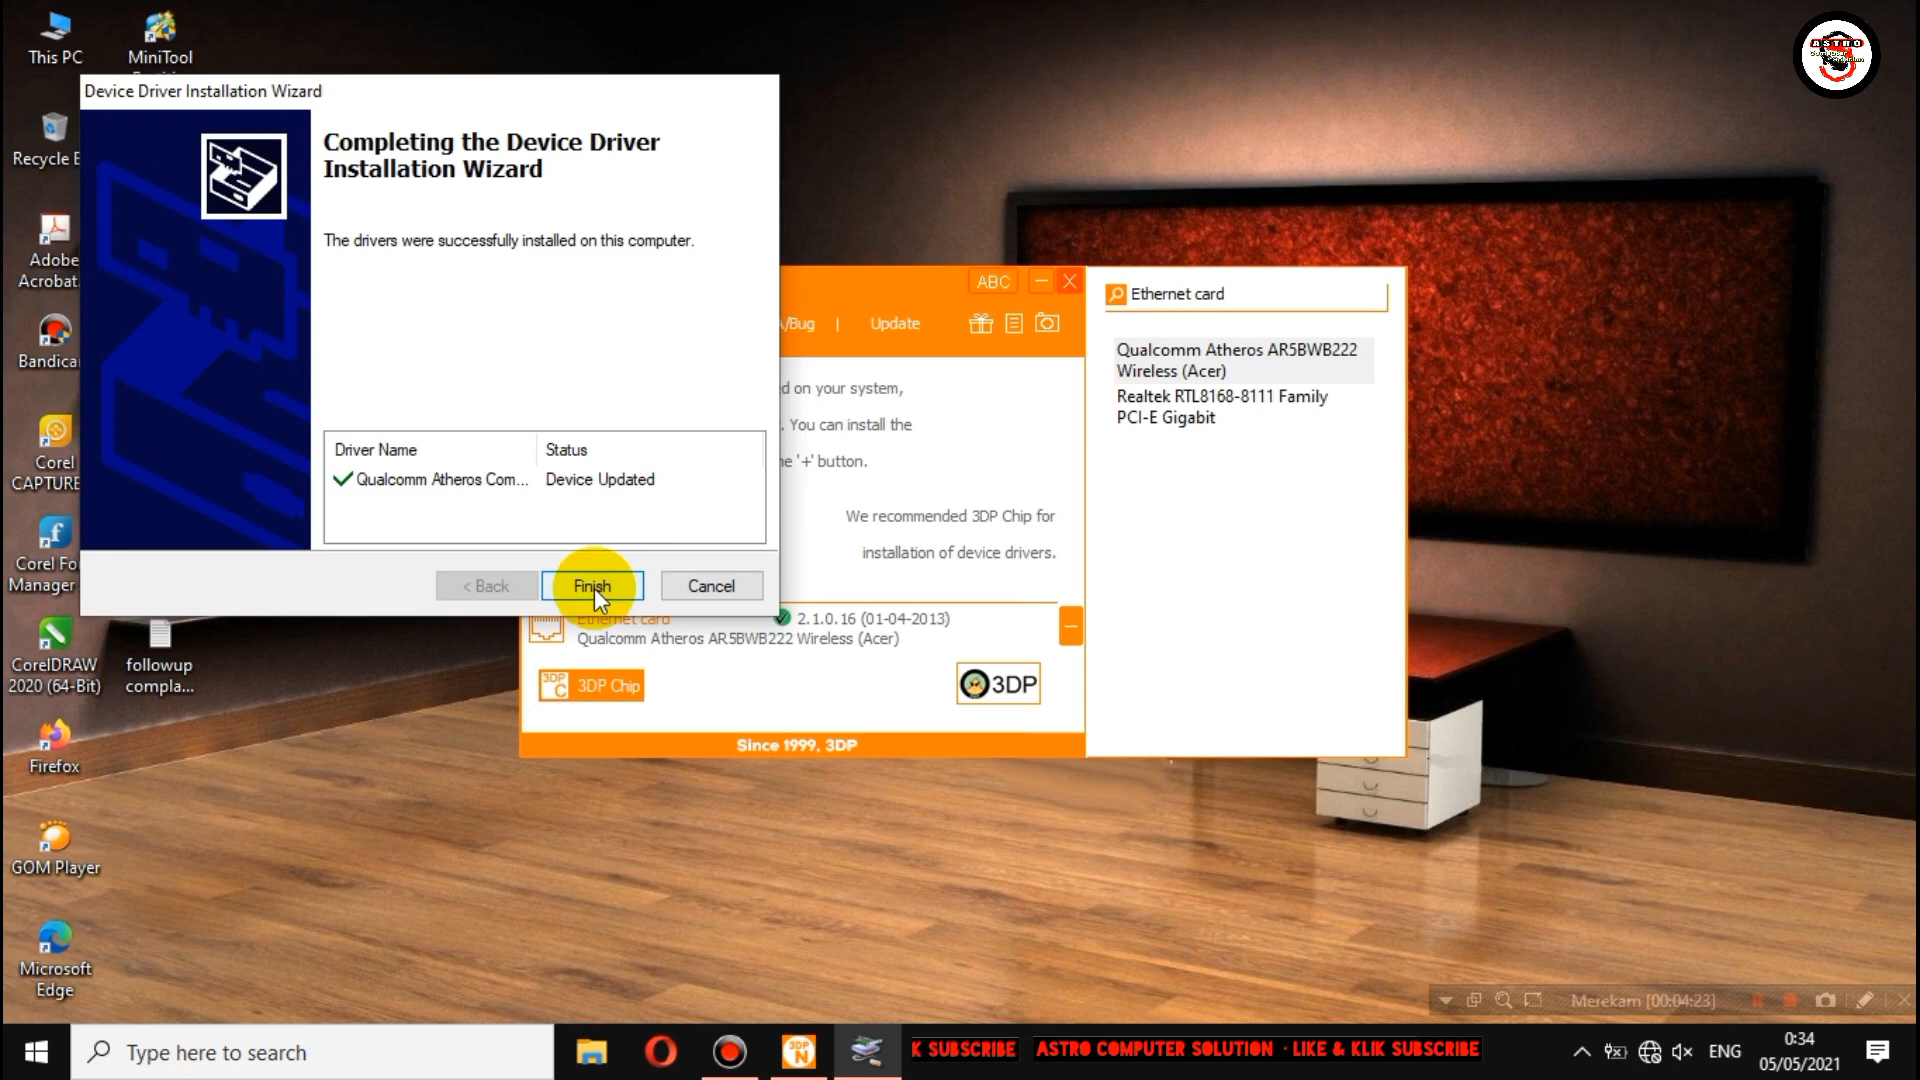 This PC
MiniTool
Recycle B
Adobe
Acrobat.
Bandica
Corel
CAPTURE
Corel Fo
Manager
CorelDRAW
2020 (64-Bit)
followup
compla...
Firefox
GOM Player
Microsoft
Edge
Device Driver Installation Wizard
Completing the Device Driver
Installation Wizard
The drivers were successfully installed on this computer.
Driver Name
Status
Qualcomm Atheros Com...
Device Updated
< Back
Finish
Cancel
ABC
/Bug | Update
d on your system,
. You can install the
ne '+' button.
We recommended 3DP Chip for
installation of device drivers.
Ethernet card
2.1.0.16 (01-04-2013)
Qualcomm Atheros AR5BWB222 Wireless (Acer)
3DP
C
3DP Chip
3DP
Since 1999, 3DP
Ethernet card
Qualcomm Atheros AR5BWB222
Wireless (Acer)
Realtek RTL8168-8111 Family
PCI-E Gigabit
ASTRO
Merekam [00:04:23]
Type here to search
3DP
N
K SUBSCRIBE
ASTRO COMPUTER SOLUTION - LIKE & KLIK SUBSCRIBE
ENG
0:34
05/05/2021